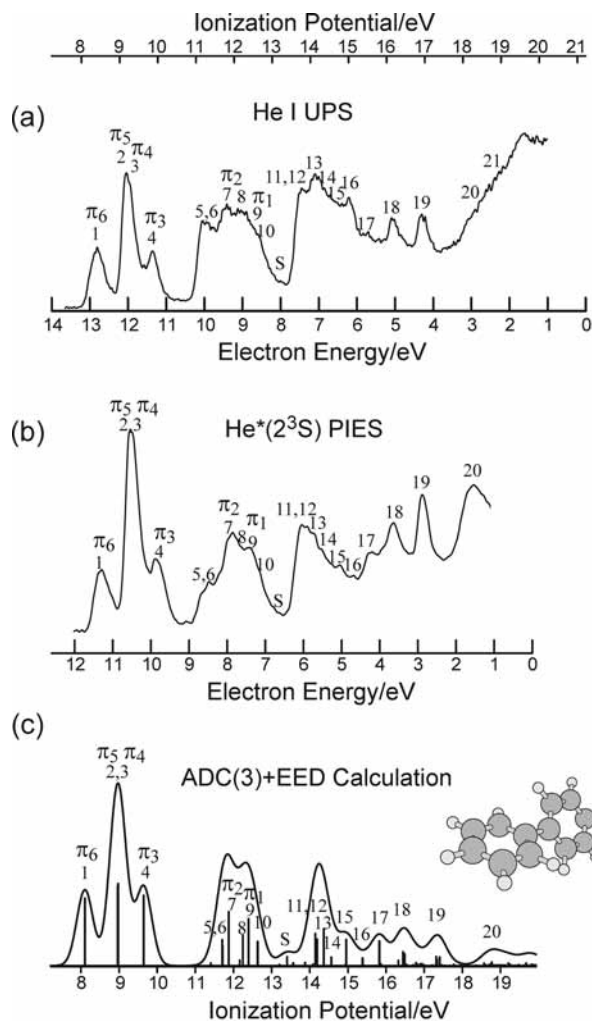 Ionization Potential/eV
8 9 10 11 12 13 14 15 16 17 18 19 20 21
(a)
He I UPS
π6 1
π5 π4 2 3
π3 4
5,6
π2 7
8
π1 9
10
S
11,12
13
14
15
16
17
18
19
20
21
14 13 12 11 10 9 8 7 6 5 4 3 2 1 0
Electron Energy/eV
(b)
He*(2³S) PIES
π6 1
π5 π4 2,3
π3 4
5,6
π2 7
8
π1 9
10
S
11,12
13
14
15
16
17
18
19
20
12 11 10 9 8 7 6 5 4 3 2 1 0
Electron Energy/eV
(c)
ADC(3)+EED Calculation
π6 1
π5 π4 2,3
π3 4
5,6
π2 7
8
π1 9
10
S
11,12
13
14
15
16
17
18
19
20
8 9 10 11 12 13 14 15 16 17 18 19
Ionization Potential/eV